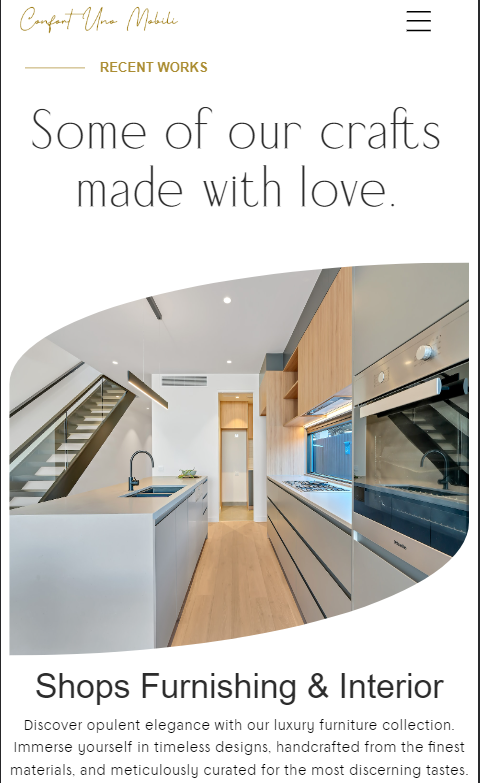 Confort Uno Mobili
RECENT WORKS
Some of our crafts
made with love.
Miele
Shops Furnishing & Interior
Discover opulent elegance with our luxury furniture collection.
Immerse yourself in timeless designs, handcrafted from the finest
materials, and meticulously curated for the most discerning tastes.